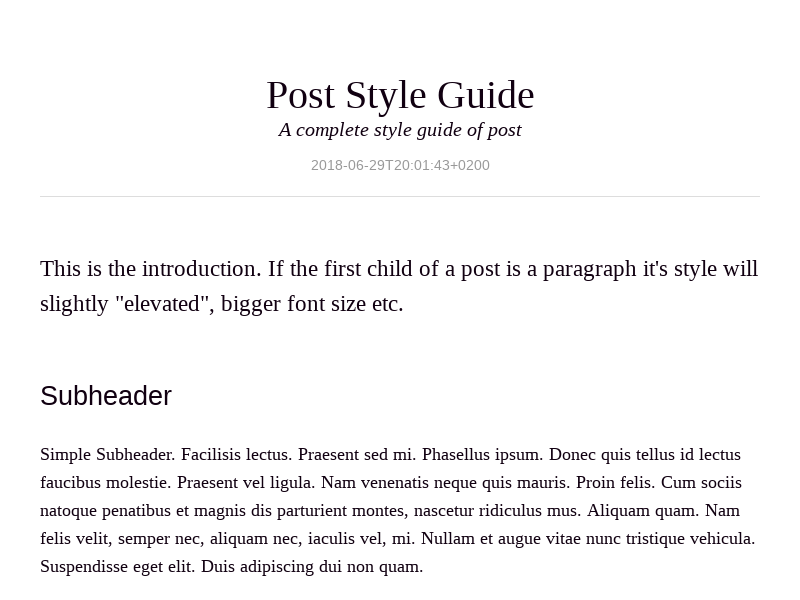 Post Style Guide
A complete style guide of post
2018-06-29T20:01:43+0200
This is the introduction. If the first child of a post is a paragraph it's style will
slightly "elevated", bigger font size etc.
Subheader
Simple Subheader. Facilisis lectus. Praesent sed mi. Phasellus ipsum. Donec quis tellus id lectus
faucibus molestie. Praesent vel ligula. Nam venenatis neque quis mauris. Proin felis. Cum sociis
natoque penatibus et magnis dis parturient montes, nascetur ridiculus mus. Aliquam quam. Nam
felis velit, semper nec, aliquam nec, iaculis vel, mi. Nullam et augue vitae nunc tristique vehicula.
Suspendisse eget elit. Duis adipiscing dui non quam.